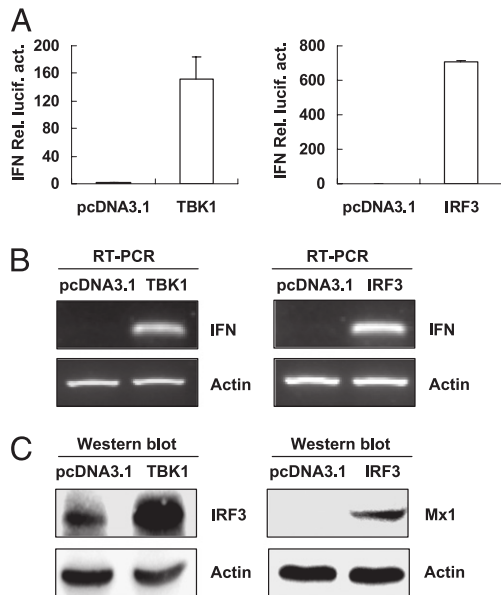 A
IFN Rel. lucif. act.
200
160
120
80
40
0
pcDNA3.1 TBK1
IFN Rel. lucif. act.
800
600
400
200
0
pcDNA3.1 IRF3
B
RT-PCR
pcDNA3.1 TBK1
IFN
Actin
RT-PCR
pcDNA3.1 IRF3
IFN
Actin
C
Western blot
pcDNA3.1 TBK1
IRF3
Actin
Western blot
pcDNA3.1 IRF3
Mx1
Actin